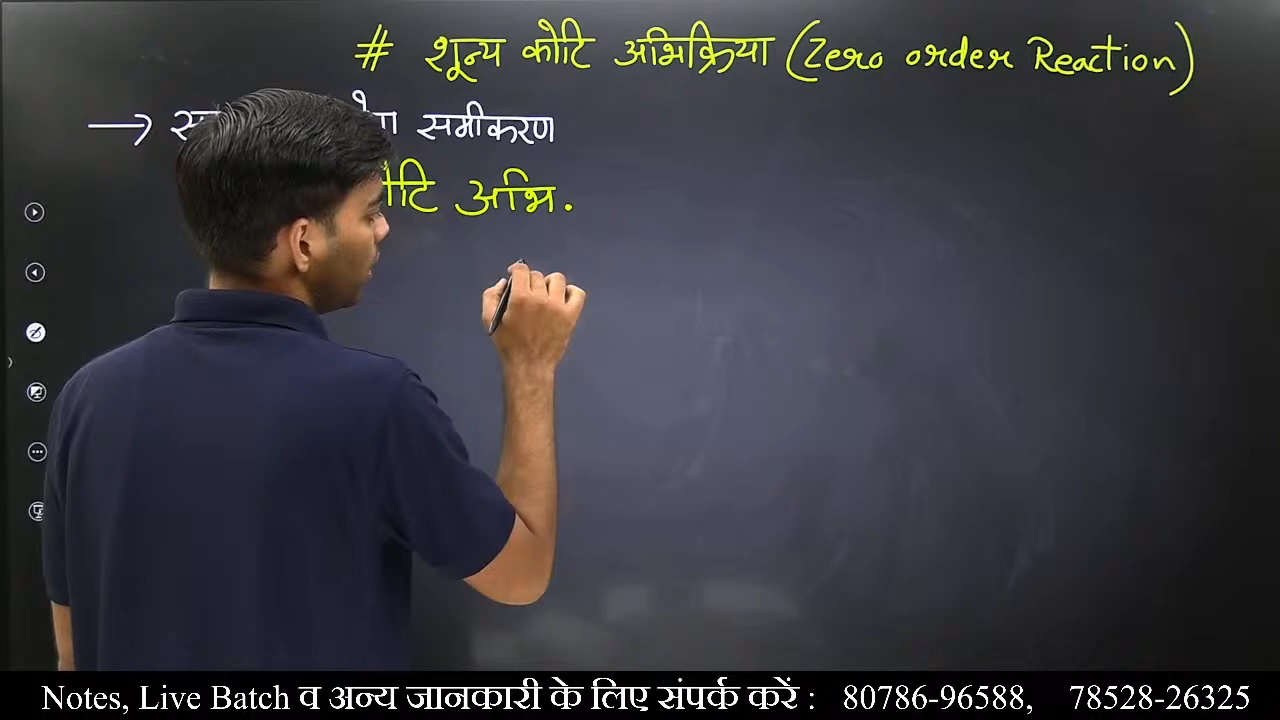 # शून्य कोटि अभिक्रिया (Zero order Reaction)
→ समीकरण
अभि.
Notes, Live Batch व अन्य जानकारी के लिए संपर्क करें : 80786-96588, 78528-26325